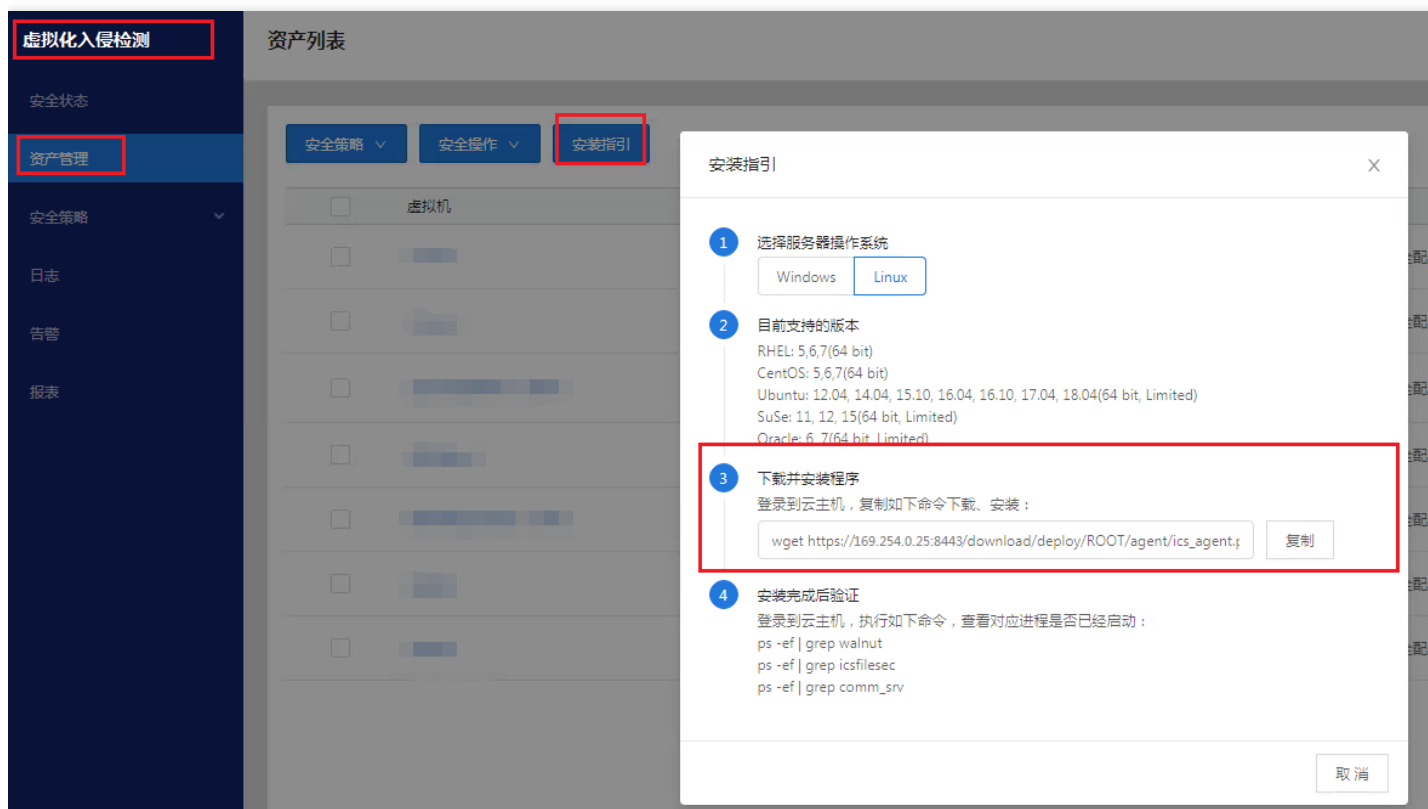 虚拟化入侵检测
安全状态
资产管理
安全策略
日志
告警
报表
资产列表
安全策略
安全操作
安装指引
虚拟机
安装指引
1
选择服务器操作系统
Windows
Linux
2
目前支持的版本
RHEL: 5,6,7(64 bit)
CentOS: 5,6,7(64 bit)
Ubuntu: 12.04, 14.04, 15.10, 16.04, 16.10, 17.04, 18.04(64 bit, Limited)
SuSe: 11, 12, 15(64 bit, Limited)
Oracle: 6, 7(64 bit, Limited)
3
下载并安装程序
登录到云主机，复制如下命令下载、安装：
wget https://169.254.0.25:8443/download/deploy/ROOT/agent/ics_agent.p
复制
4
安装完成后验证
登录到云主机，执行如下命令，查看对应进程是否已经启动：
ps -ef | grep walnut
ps -ef | grep icsfilesec
ps -ef | grep comm_srv
取消